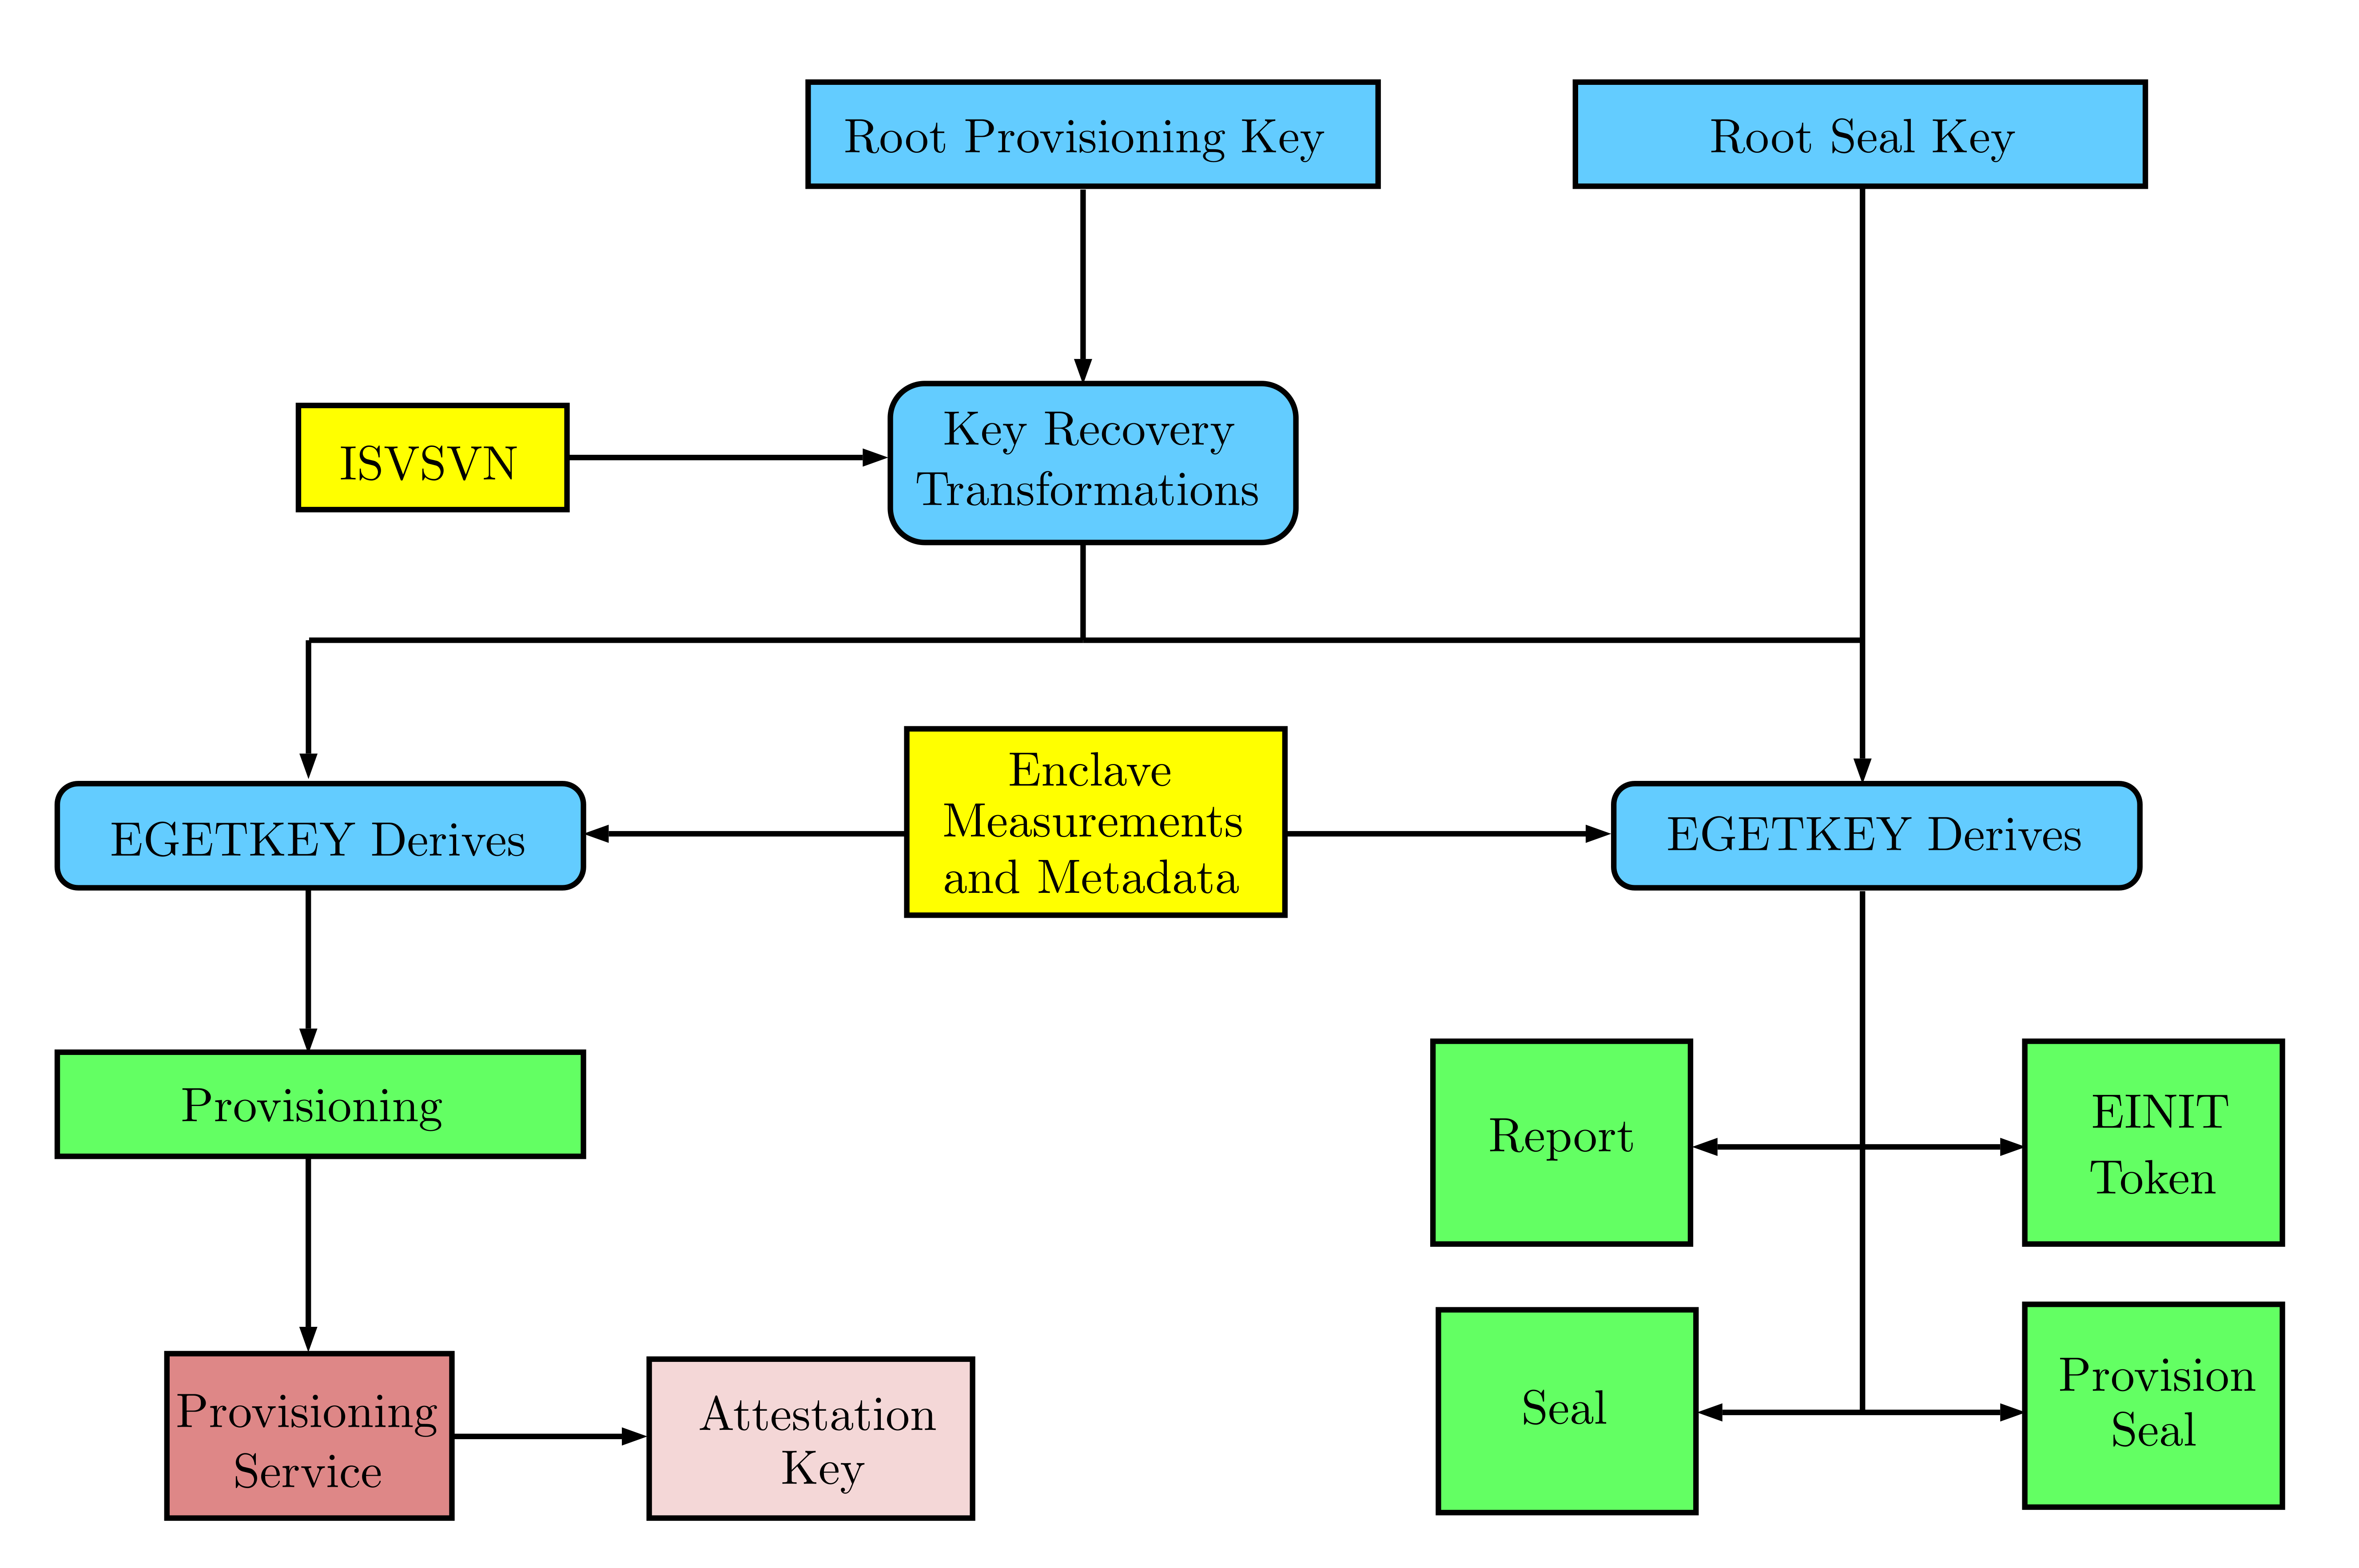 Root Provisioning Key
Root Seal Key
ISVSVN
Key Recovery
Transformations
Enclave
Measurements
and Metadata
EGETKEY Derives
EGETKEY Derives
Provisioning
Report
EINIT
Token
Provisioning
Service
Attestation
Key
Seal
Provision
Seal